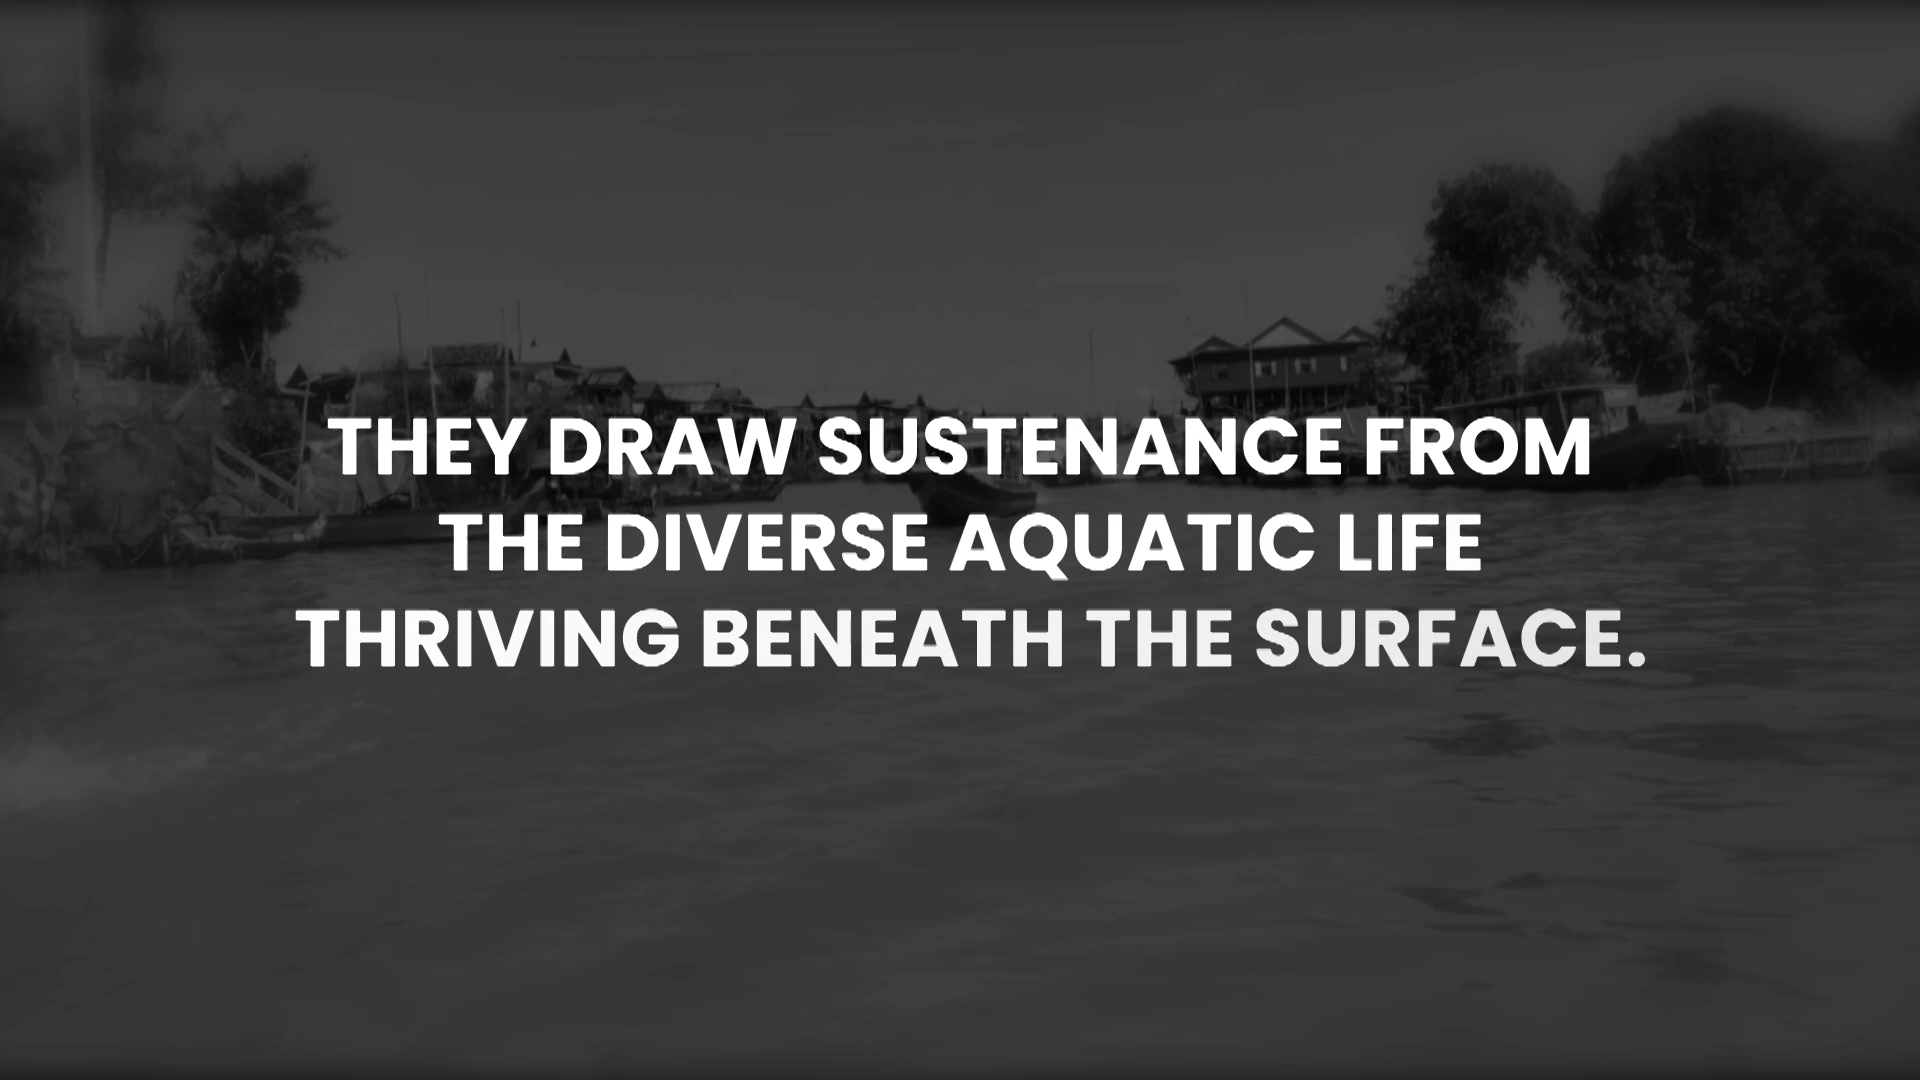 THEY DRAW SUSTENANCE FROM
THE DIVERSE AQUATIC LIFE
THRIVING BENEATH THE SURFACE.